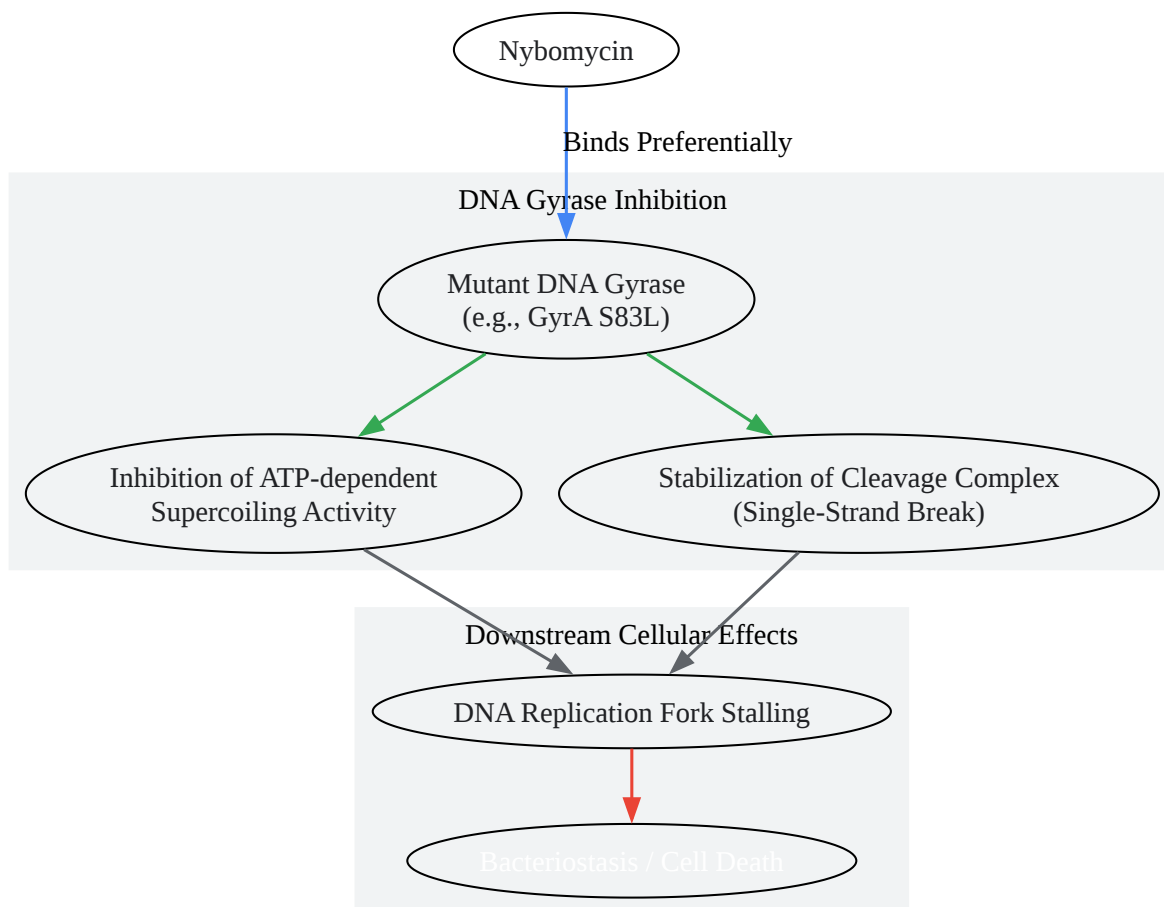 Nybomycin
Binds Preferentially
DNA Gyrase Inhibition
Mutant DNA Gyrase
(e.g., GyrA S83L)
Inhibition of ATP-dependent
Supercoiling Activity
Stabilization of Cleavage Complex
(Single-Strand Break)
Downstream Cellular Effects
DNA Replication Fork Stalling
Bacteriostasis / Cell Death